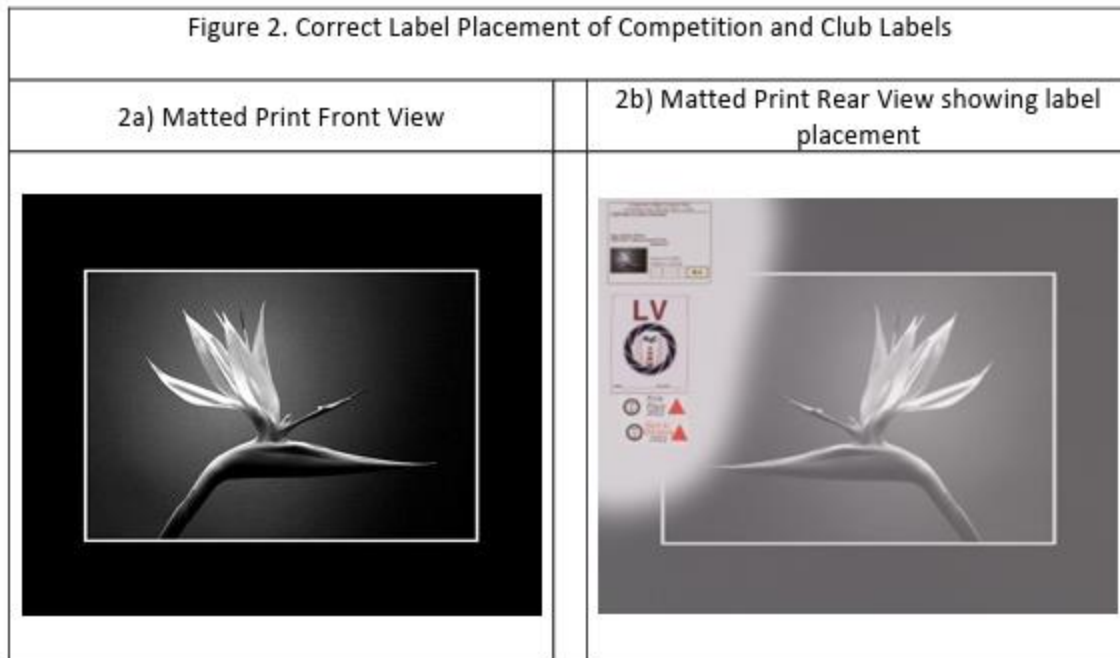 Figure 2. Correct Label Placement of Competition and Club Labels
2a) Matted Print Front View
2b) Matted Print Rear View showing label
placement
LV